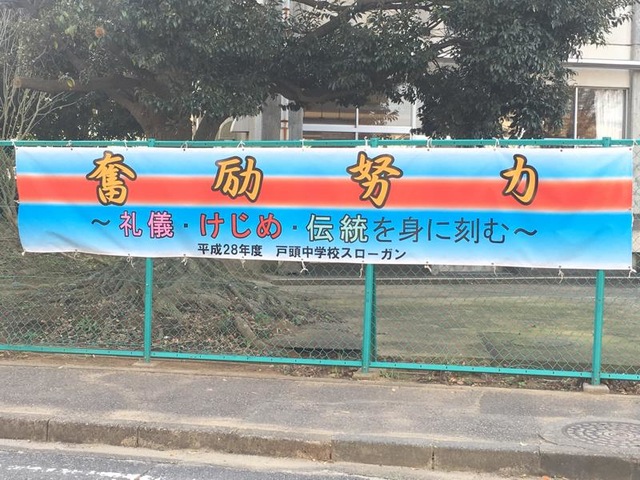 奮励努力
～礼儀・けじめ・伝統を身に刻む～
平成28年度 戸頭中学校スローガン